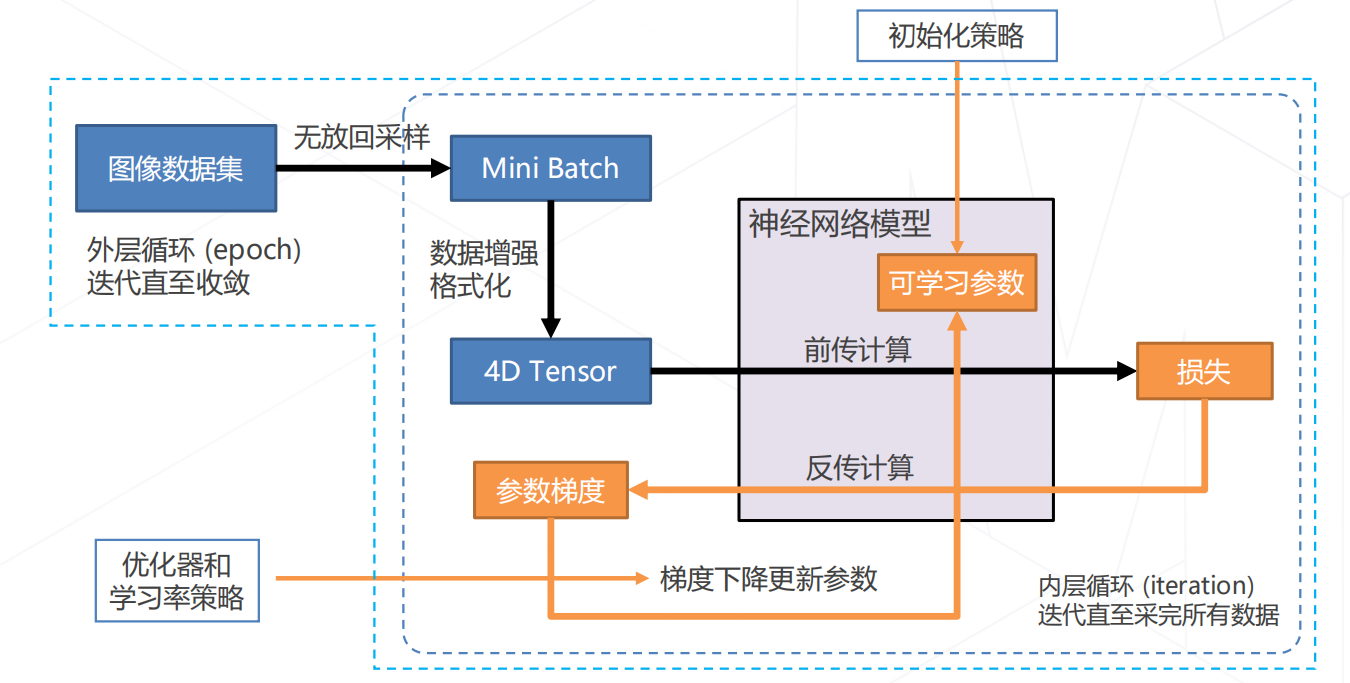 初始化策略
图像数据集
无放回采样
Mini Batch
外层循环 (epoch)
迭代直至收敛
数据增强
格式化
神经网络模型
可学习参数
4D Tensor
前传计算
损失
参数梯度
反传计算
优化器和
学习率策略
梯度下降更新参数
内层循环 (iteration)
迭代直至采完所有数据